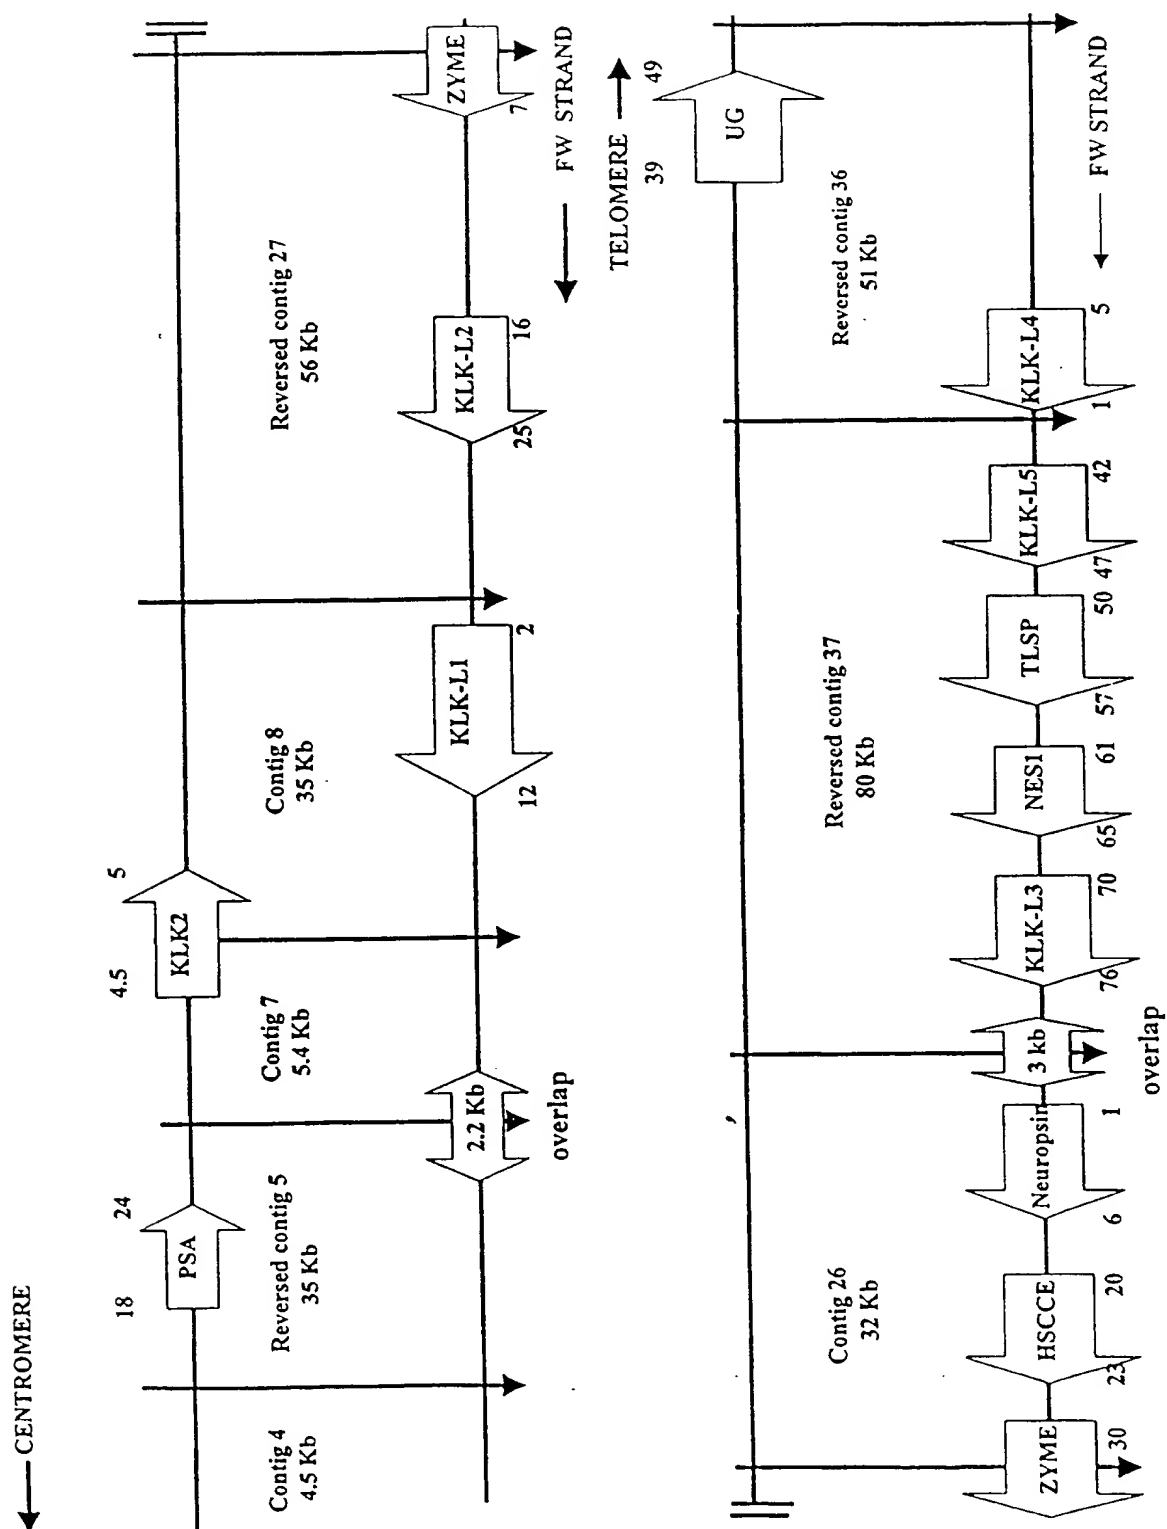 CENTROMERE
Contig 4
4.5 Kb
18
PSA
24
Reversed contig 5
35 Kb
Contig 7
5.4 Kb
4.5
KLK2
5
Contig 8
35 Kb
Reversed contig 27
56 Kb
2.2 Kb
overlap
12
KLK-L1
2
25
KLK-L2
16
7
ZYME
FW STRAND
TELOMERE
39
UG
49
Contig 26
32 Kb
Reversed contig 37
80 Kb
Reversed contig 36
51 Kb
ZYME
30
23
HSCCE
20
6
Neuropsin
1
3 kb
overlap
76
KLK-L3
70
65
NES1
61
57
TLSP
50
47
KLK-L5
42
1
KLK-L4
5
FW STRAND